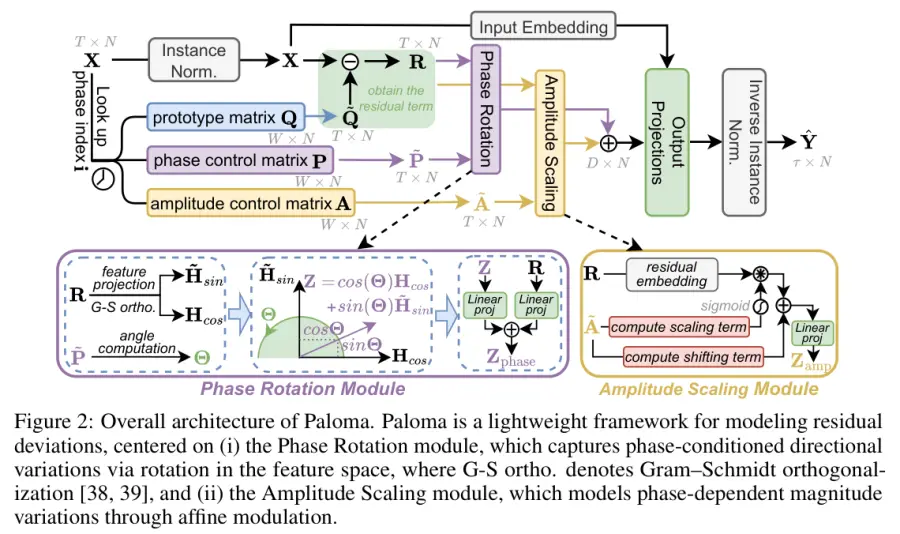 Input Embedding
T × N
X
Instance
Norm.
X
T × N
R
obtain the
residual term
Look up
phase index i
prototype matrix Q
W × N
Q̃
T × N
phase control matrix P
W × N
P̃
T × N
amplitude control matrix A
W × N
Ã
T × N
Phase Rotation
Amplitude Scaling
D × N
Output
Projections
Inverse Instance
Norm.
Ŷ
τ × N
R
feature
projection
G-S ortho.
H̃sin
Hcos
P̃
angle
computation
Θ
H̃sin
Z = cos(Θ)Hcos
+sin(Θ)H̃sin
Θ
cosΘ
sinΘ
Hcos
Z
R
Linear
proj
Linear
proj
Zphase
Phase Rotation Module
R
residual
embedding
sigmoid
Ã
compute scaling term
compute shifting term
Linear
proj
Zamp
Amplitude Scaling Module
Figure 2: Overall architecture of Paloma. Paloma is a lightweight framework for modeling residual
deviations, centered on (i) the Phase Rotation module, which captures phase-conditioned directional
variations via rotation in the feature space, where G-S ortho. denotes Gram–Schmidt orthogonal-
ization [38, 39], and (ii) the Amplitude Scaling module, which models phase-dependent magnitude
variations through affine modulation.